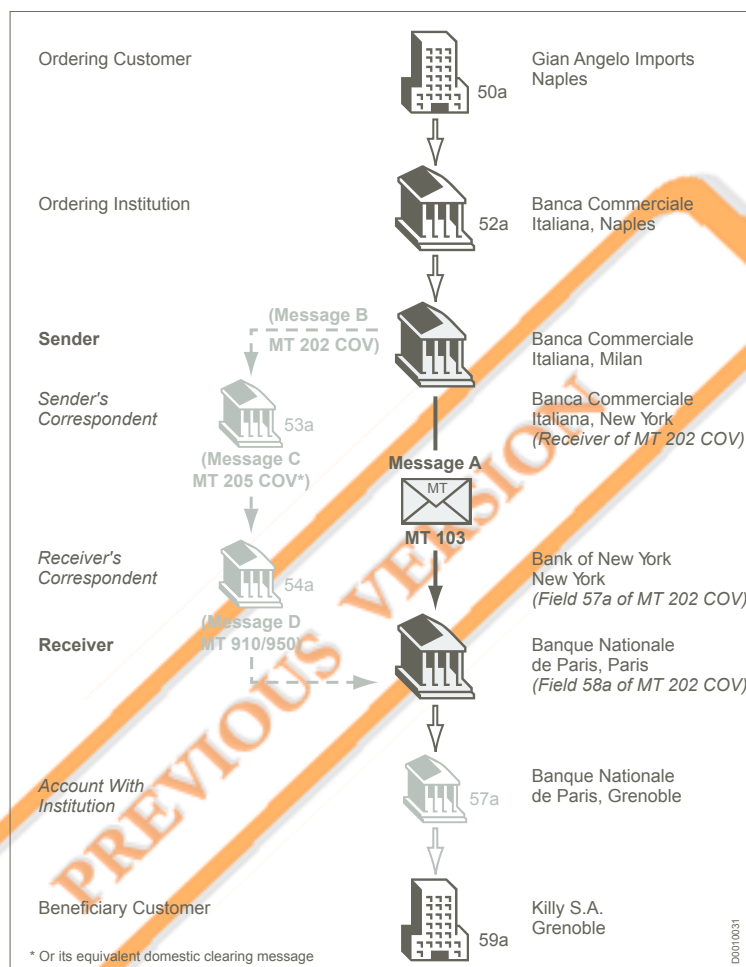 Ordering Customer
50a
Gian Angelo Imports
Naples
Ordering Institution
52a
Banca Commerciale
Italiana, Naples
(Message B
MT 202 COV)
Sender
Banca Commerciale
Italiana, Milan
Sender's
Correspondent
53a
Banca Commerciale
Italiana, New York
(Receiver of MT 202 COV)
(Message C
MT 205 COV*)
Message A
MT
MT 103
Receiver's
Correspondent
54a
Bank of New York
New York
(Field 57a of MT 202 COV)
(Message D
MT 910/950)
Receiver
Banque Nationale
de Paris, Paris
(Field 58a of MT 202 COV)
Account With
Institution
57a
Banque Nationale
de Paris, Grenoble
Beneficiary Customer
59a
Killy S.A.
Grenoble
* Or its equivalent domestic clearing message
D0010031
PREVIOUS VERSION